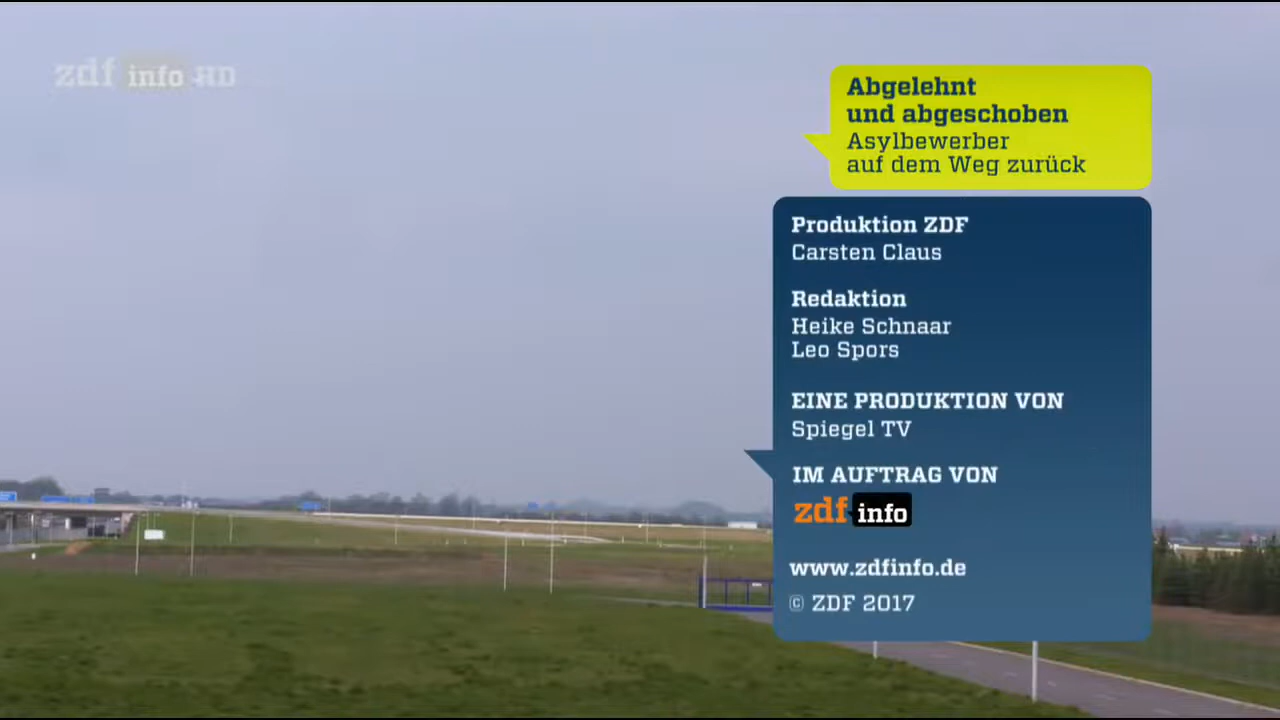 zdf info HD
Abgelehnt
und abgeschoben
Asylbewerber
auf dem Weg zurück
Produktion ZDF
Carsten Claus
Redaktion
Heike Schnaar
Leo Spors
EINE PRODUKTION VON
Spiegel TV
IM AUFTRAG VON
zdf info
www.zdfinfo.de
© ZDF 2017